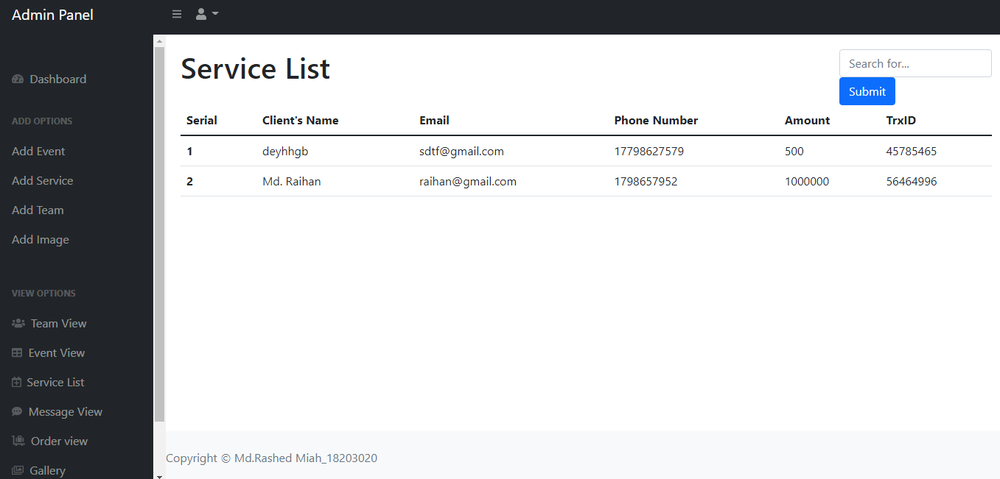 Admin Panel
Dashboard
ADD OPTIONS
Add Event
Add Service
Add Team
Add Image
VIEW OPTIONS
Team View
Event View
Service List
Message View
Order view
Gallery
Service List
Search for...
Submit
Serial Client's Name Email Phone Number Amount TrxID
1 deyhhgb sdtf@gmail.com 17798627579 500 45785465
2 Md. Raihan raihan@gmail.com 1798657952 1000000 56464996
Copyright © Md.Rashed Miah_18203020